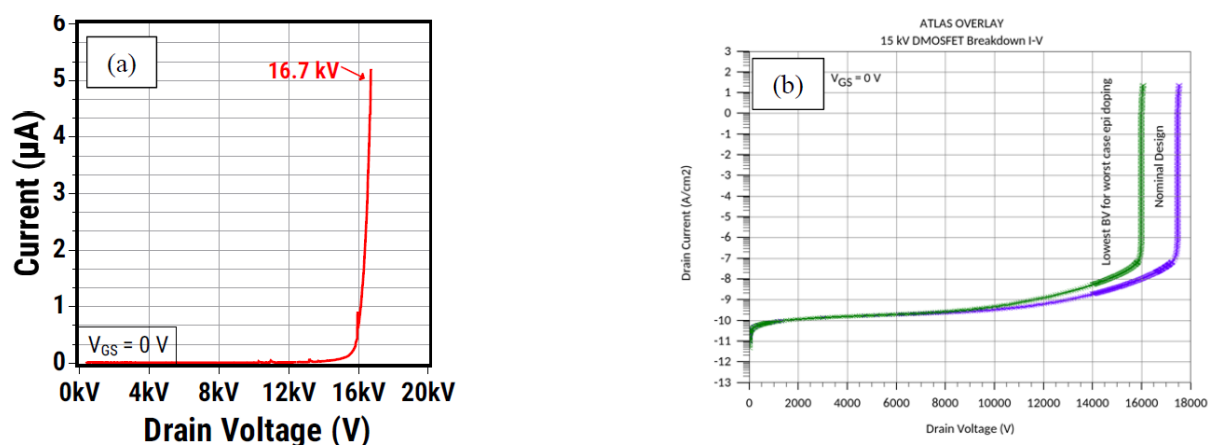 (a)
16.7 kV
V_GS = 0 V
Current (µA)
6
5
4
3
2
1
0
0kV 4kV 8kV 12kV 16kV 20kV
Drain Voltage (V)
ATLAS OVERLAY
15 kV DMOSFET Breakdown I-V
(b)
V_GS = 0 V
Lowest BV for worst case epi doping
Nominal Design
Drain Current (A/cm2)
3
2
1
0
-1
-2
-3
-4
-5
-6
-7
-8
-9
-10
-11
-12
-13
0 2000 4000 6000 8000 10000 12000 14000 16000 18000
Drain Voltage (V)